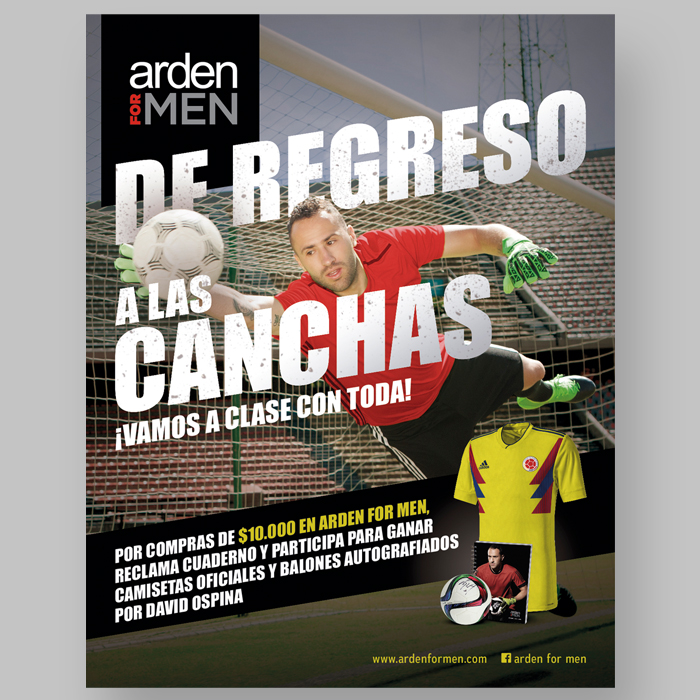 arden
FOR MEN
DE REGRESO
A LAS
CANCHAS
¡VAMOS A CLASE CON TODA!
POR COMPRAS DE $10.000 EN ARDEN FOR MEN,
RECLAMA CUADERNO Y PARTICIPA PARA GANAR
CAMISETAS OFICIALES Y BALONES AUTOGRAFIADOS
POR DAVID OSPINA
www.ardenformen.com f arden for men